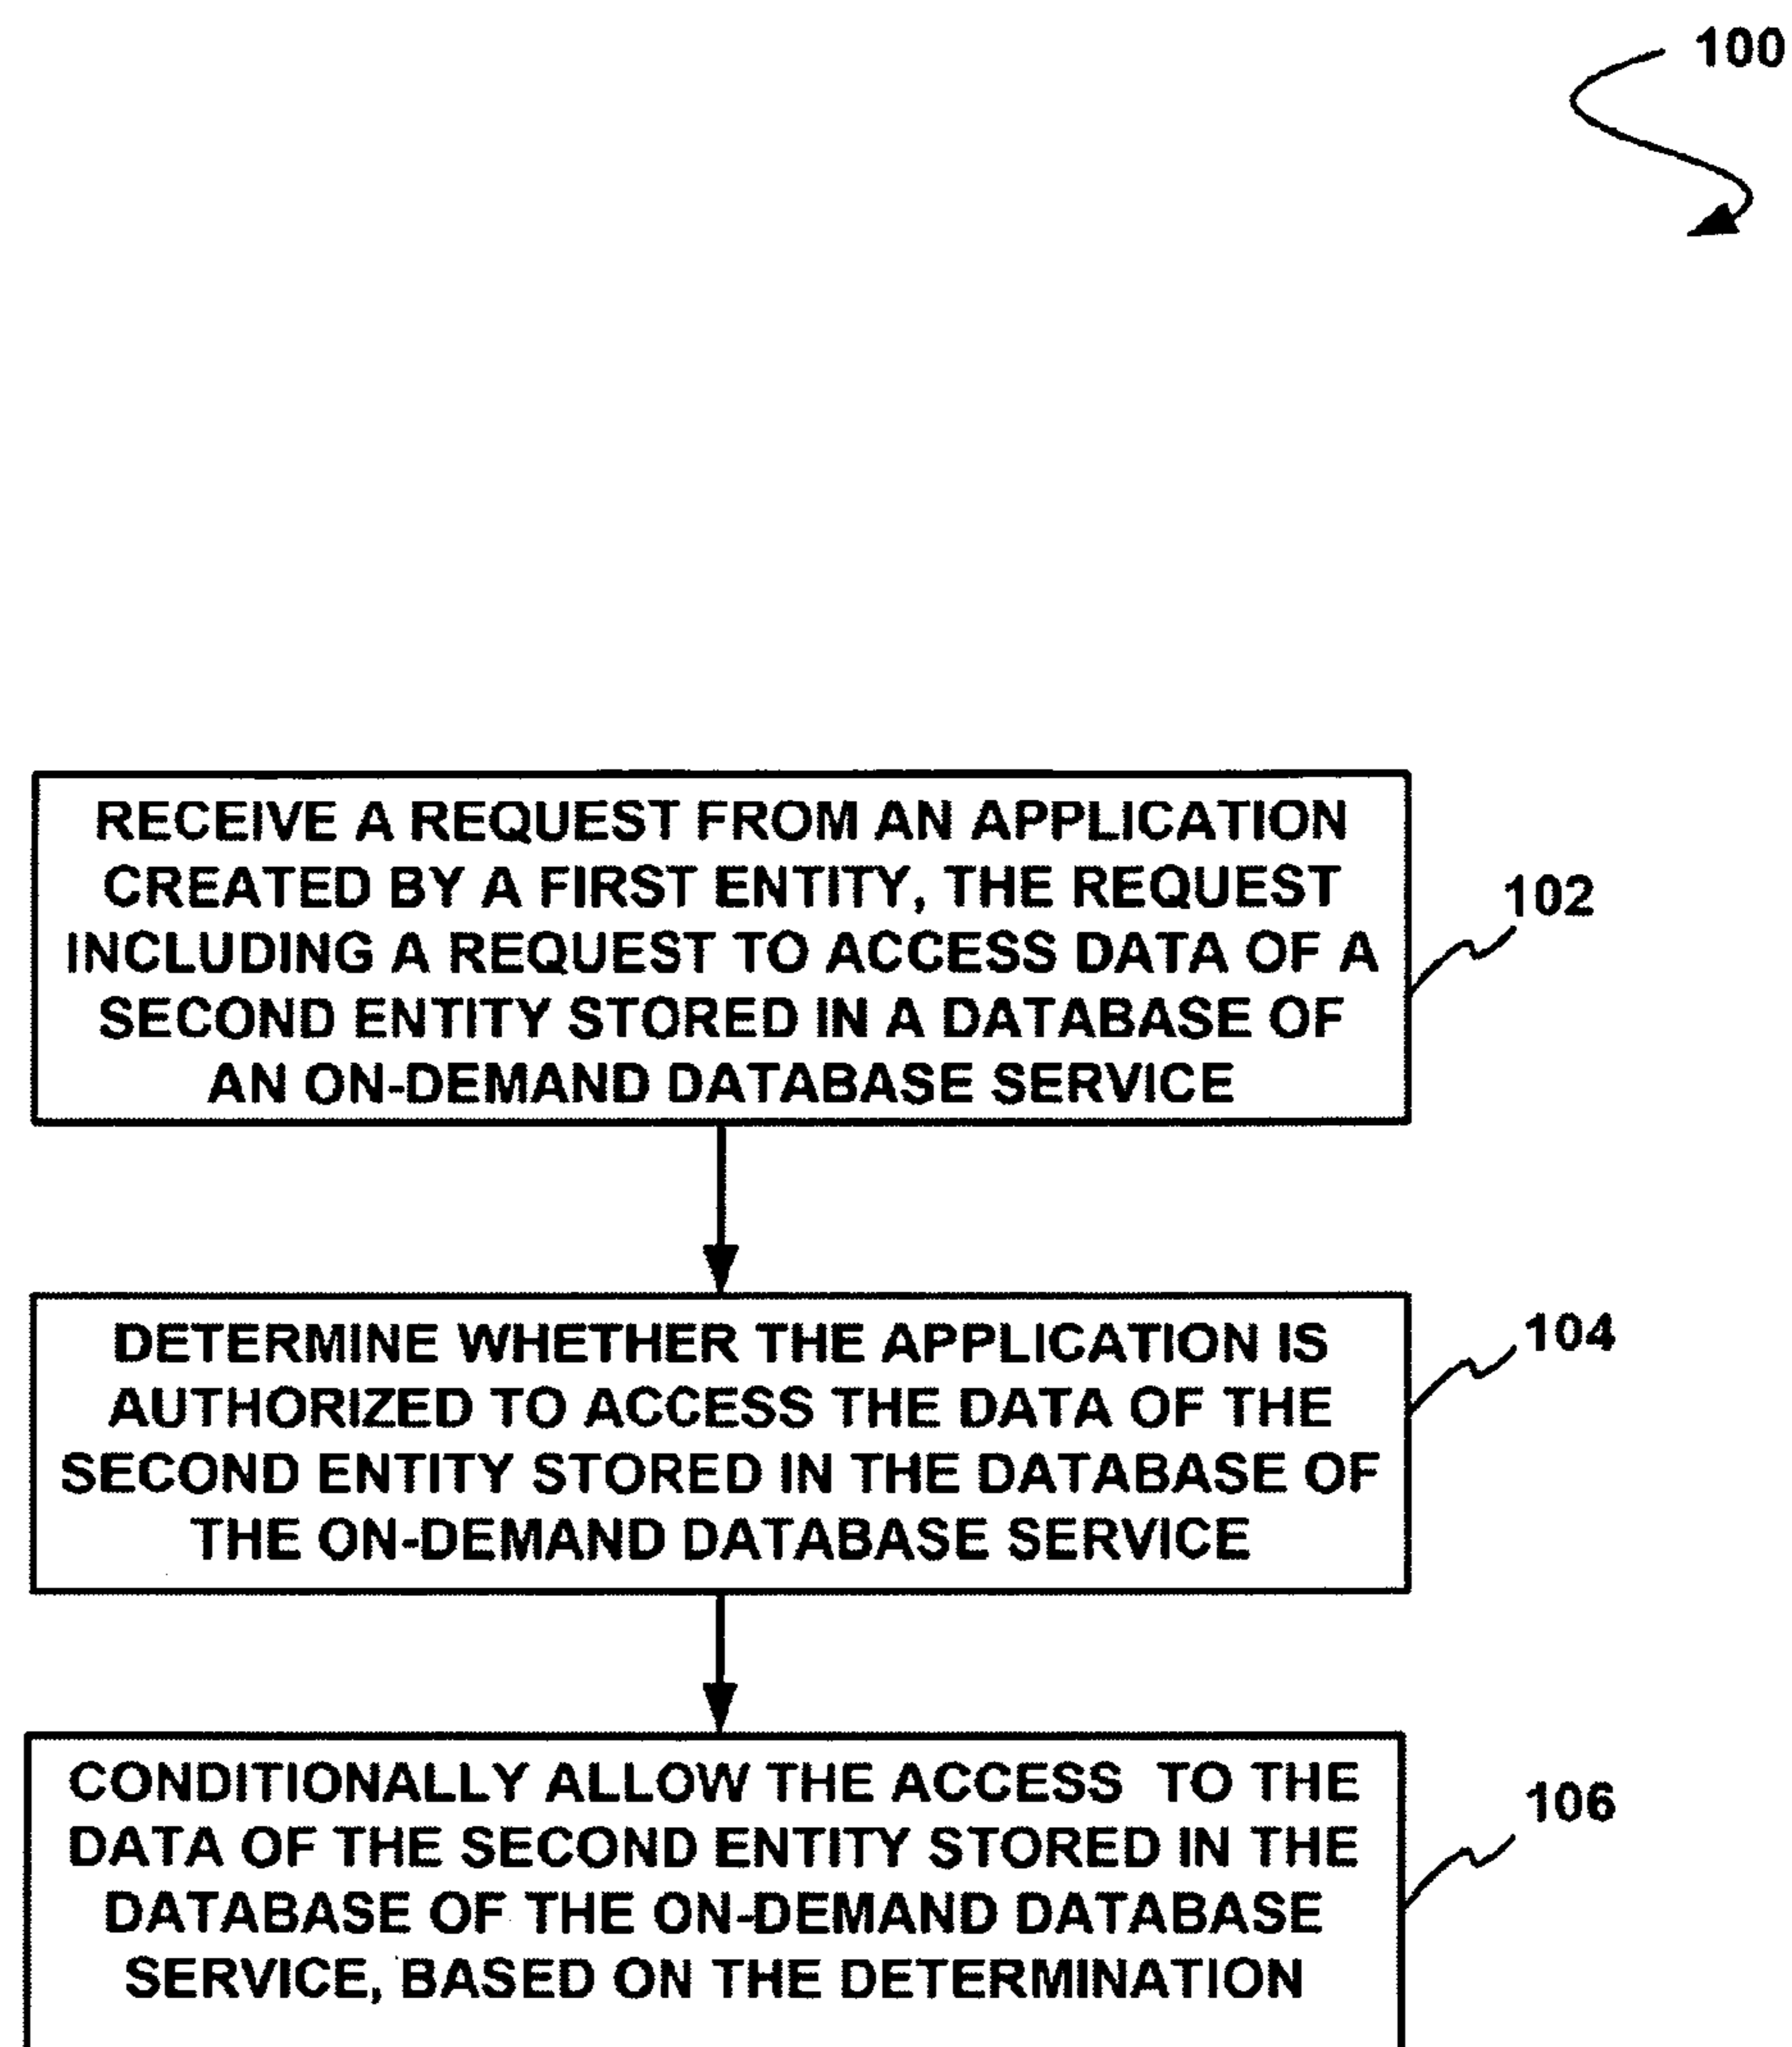 100
RECEIVE A REQUEST FROM AN APPLICATION
CREATED BY A FIRST ENTITY, THE REQUEST
INCLUDING A REQUEST TO ACCESS DATA OF A
SECOND ENTITY STORED IN A DATABASE OF
AN ON-DEMAND DATABASE SERVICE
102
DETERMINE WHETHER THE APPLICATION IS
AUTHORIZED TO ACCESS THE DATA OF THE
SECOND ENTITY STORED IN THE DATABASE OF
THE ON-DEMAND DATABASE SERVICE
104
CONDITIONALLY ALLOW THE ACCESS TO THE
DATA OF THE SECOND ENTITY STORED IN THE
DATABASE OF THE ON-DEMAND DATABASE
SERVICE, BASED ON THE DETERMINATION
106